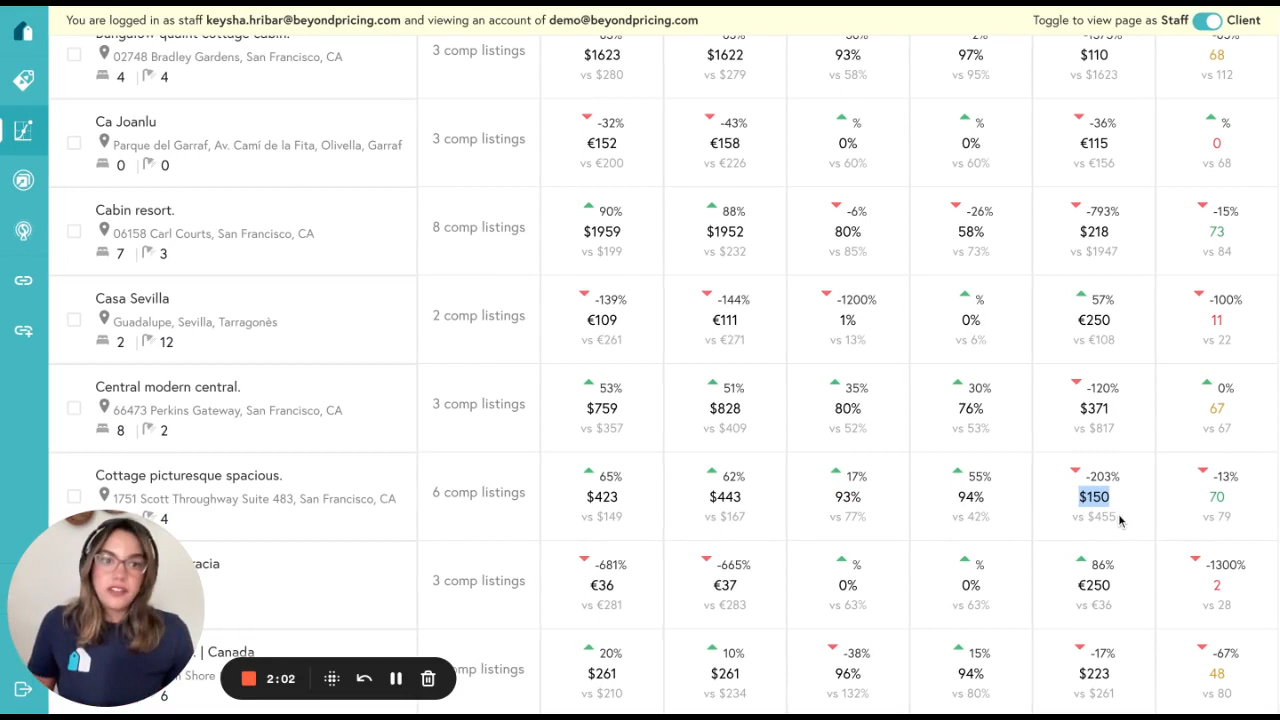 You are logged in as staff keysha.hribar@beyondpricing.com and viewing an account of demo@beyondpricing.com Toggle to view page as Staff Client
Bungalow quaint cottage cabin.
02748 Bradley Gardens, San Francisco, CA
4 4
3 comp listings
$1623
vs $280
$1622
vs $279
93%
vs 58%
97%
vs 95%
$110
vs $1623
68
vs 112
Ca Joanlu
Parque del Garraf, Av. Camí de la Fita, Olivella, Garraf
0 0
3 comp listings
-32%
€152
vs €200
-43%
€158
vs €226
%
0%
vs 60%
%
0%
vs 60%
-36%
€115
vs €156
%
0
vs 68
Cabin resort.
06158 Carl Courts, San Francisco, CA
7 3
8 comp listings
90%
$1959
vs $199
88%
$1952
vs $232
-6%
80%
vs 85%
-26%
58%
vs 73%
-793%
$218
vs $1947
-15%
73
vs 84
Casa Sevilla
Guadalupe, Sevilla, Tarragonès
2 12
2 comp listings
-139%
€109
vs €261
-144%
€111
vs €271
-1200%
1%
vs 13%
%
0%
vs 6%
57%
€250
vs €108
-100%
11
vs 22
Central modern central.
66473 Perkins Gateway, San Francisco, CA
8 2
3 comp listings
53%
$759
vs $357
51%
$828
vs $409
35%
80%
vs 52%
30%
76%
vs 53%
-120%
$371
vs $817
0%
67
vs 67
Cottage picturesque spacious.
1751 Scott Throughway Suite 483, San Francisco, CA
4
6 comp listings
65%
$423
vs $149
62%
$443
vs $167
17%
93%
vs 77%
55%
94%
vs 42%
-203%
$150
vs $455
-13%
70
vs 79
racia
3 comp listings
-681%
€36
vs €281
-665%
€37
vs €283
%
0%
vs 63%
%
0%
vs 63%
86%
€250
vs €36
-1300%
2
vs 28
| Canada
Shore
6
mp listings
20%
$261
vs $210
10%
$261
vs $234
-38%
96%
vs 132%
15%
94%
vs 80%
-17%
$223
vs $261
-67%
48
vs 80
2:02